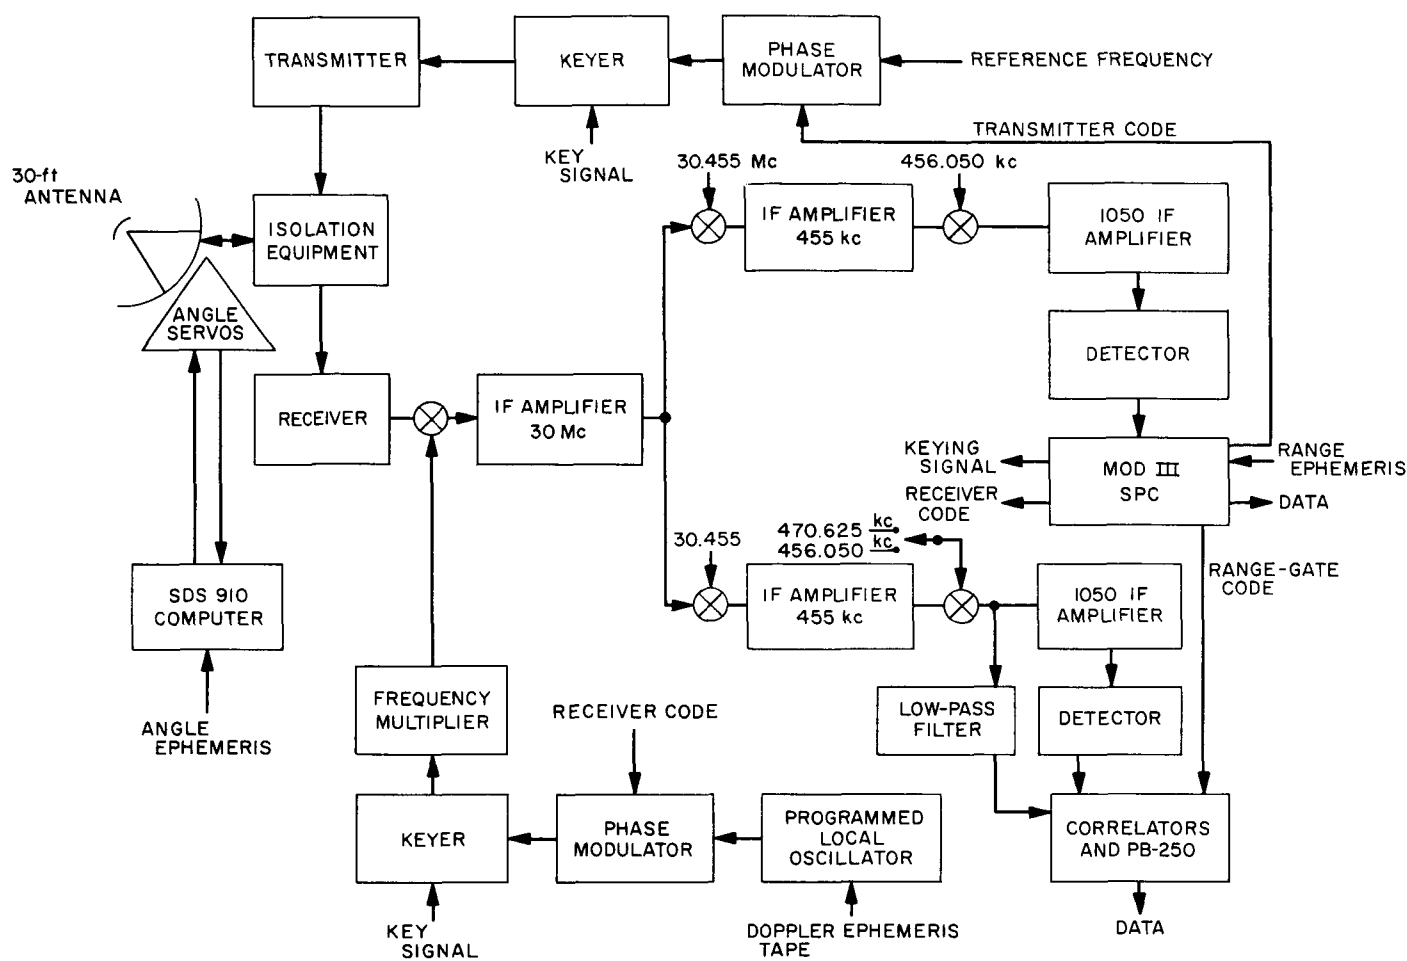 TRANSMITTER
KEYER
PHASE
MODULATOR
REFERENCE FREQUENCY
KEY
SIGNAL
TRANSMITTER CODE
30.455 Mc
456.050 kc
30-ft
ANTENNA
ISOLATION
EQUIPMENT
IF AMPLIFIER
455 kc
1050 IF
AMPLIFIER
ANGLE
SERVOS
DETECTOR
RECEIVER
IF AMPLIFIER
30 Mc
KEYING
SIGNAL
RECEIVER
CODE
MOD III
SPC
RANGE
EPHEMERIS
DATA
30.455
470.625 kc
456.050 kc
RANGE-GATE
CODE
SDS 910
COMPUTER
IF AMPLIFIER
455 kc
1050 IF
AMPLIFIER
ANGLE
EPHEMERIS
FREQUENCY
MULTIPLIER
RECEIVER CODE
LOW-PASS
FILTER
DETECTOR
KEYER
PHASE
MODULATOR
PROGRAMMED
LOCAL
OSCILLATOR
CORRELATORS
AND PB-250
KEY
SIGNAL
DOPPLER EPHEMERIS
TAPE
DATA